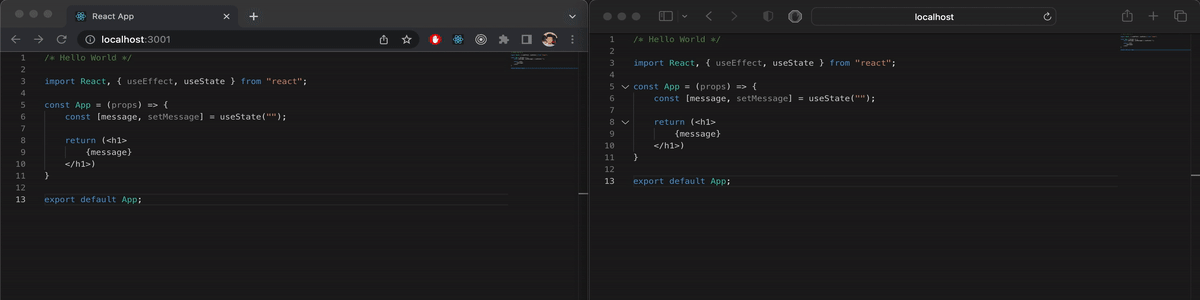 React App
localhost:3001
1 /* Hello World */
2
3 import React, { useEffect, useState } from "react";
4
5 const App = (props) => {
6 const [message, setMessage] = useState("");
7
8 return (<h1>
9 {message}
10 </h1>)
11 }
12
13 export default App;
localhost
1 /* Hello World */
2
3 import React, { useEffect, useState } from "react";
4
5 const App = (props) => {
6 const [message, setMessage] = useState("");
7
8 return (<h1>
9 {message}
10 </h1>)
11 }
12
13 export default App;